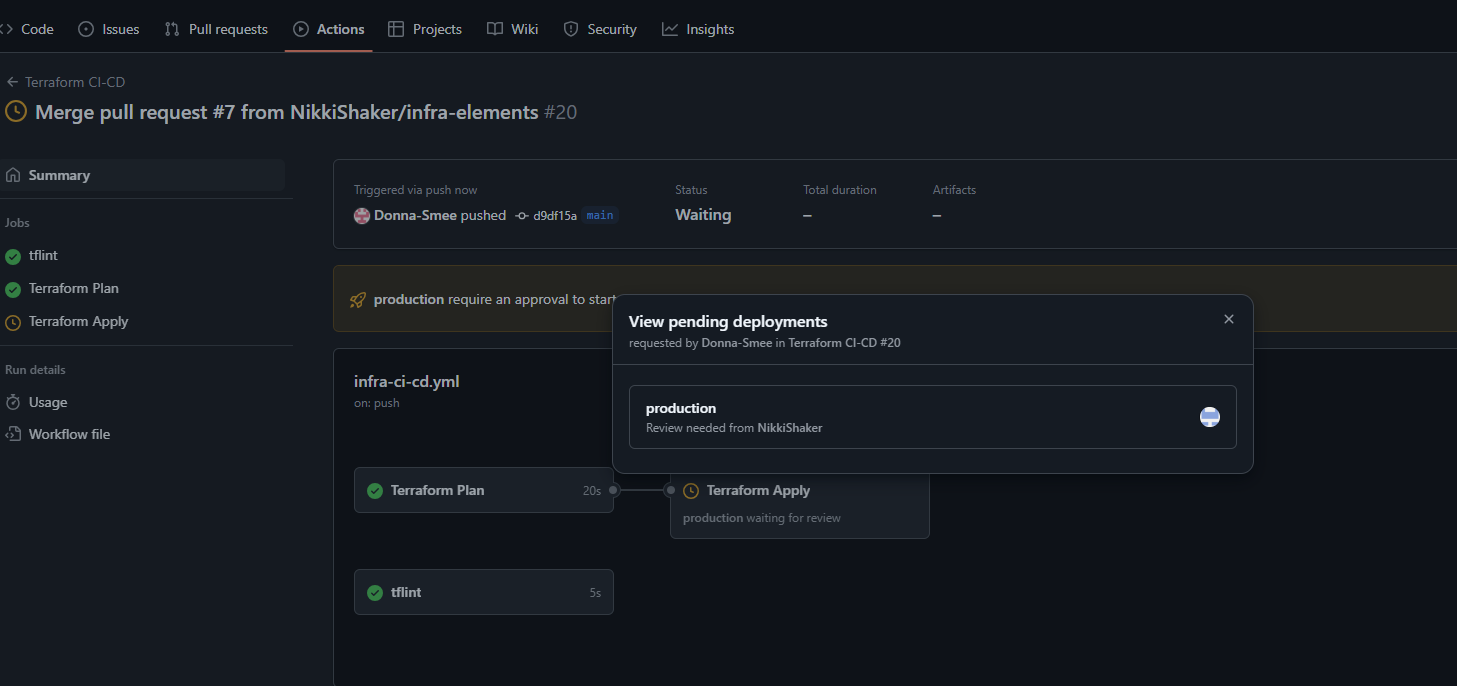 Code Issues Pull requests Actions Projects Wiki Security Insights
Terraform CI-CD
Merge pull request #7 from NikkiShaker/infra-elements #20
Summary
Jobs
tflint
Terraform Plan
Terraform Apply
Run details
Usage
Workflow file
Triggered via push now
Donna-Smee pushed d9df15a main
Status
Waiting
Total duration
–
Artifacts
–
production require an approval to start
View pending deployments
requested by Donna-Smee in Terraform CI-CD #20
production
Review needed from NikkiShaker
infra-ci-cd.yml
on: push
Terraform Plan 20s
Terraform Apply
production waiting for review
tflint 5s